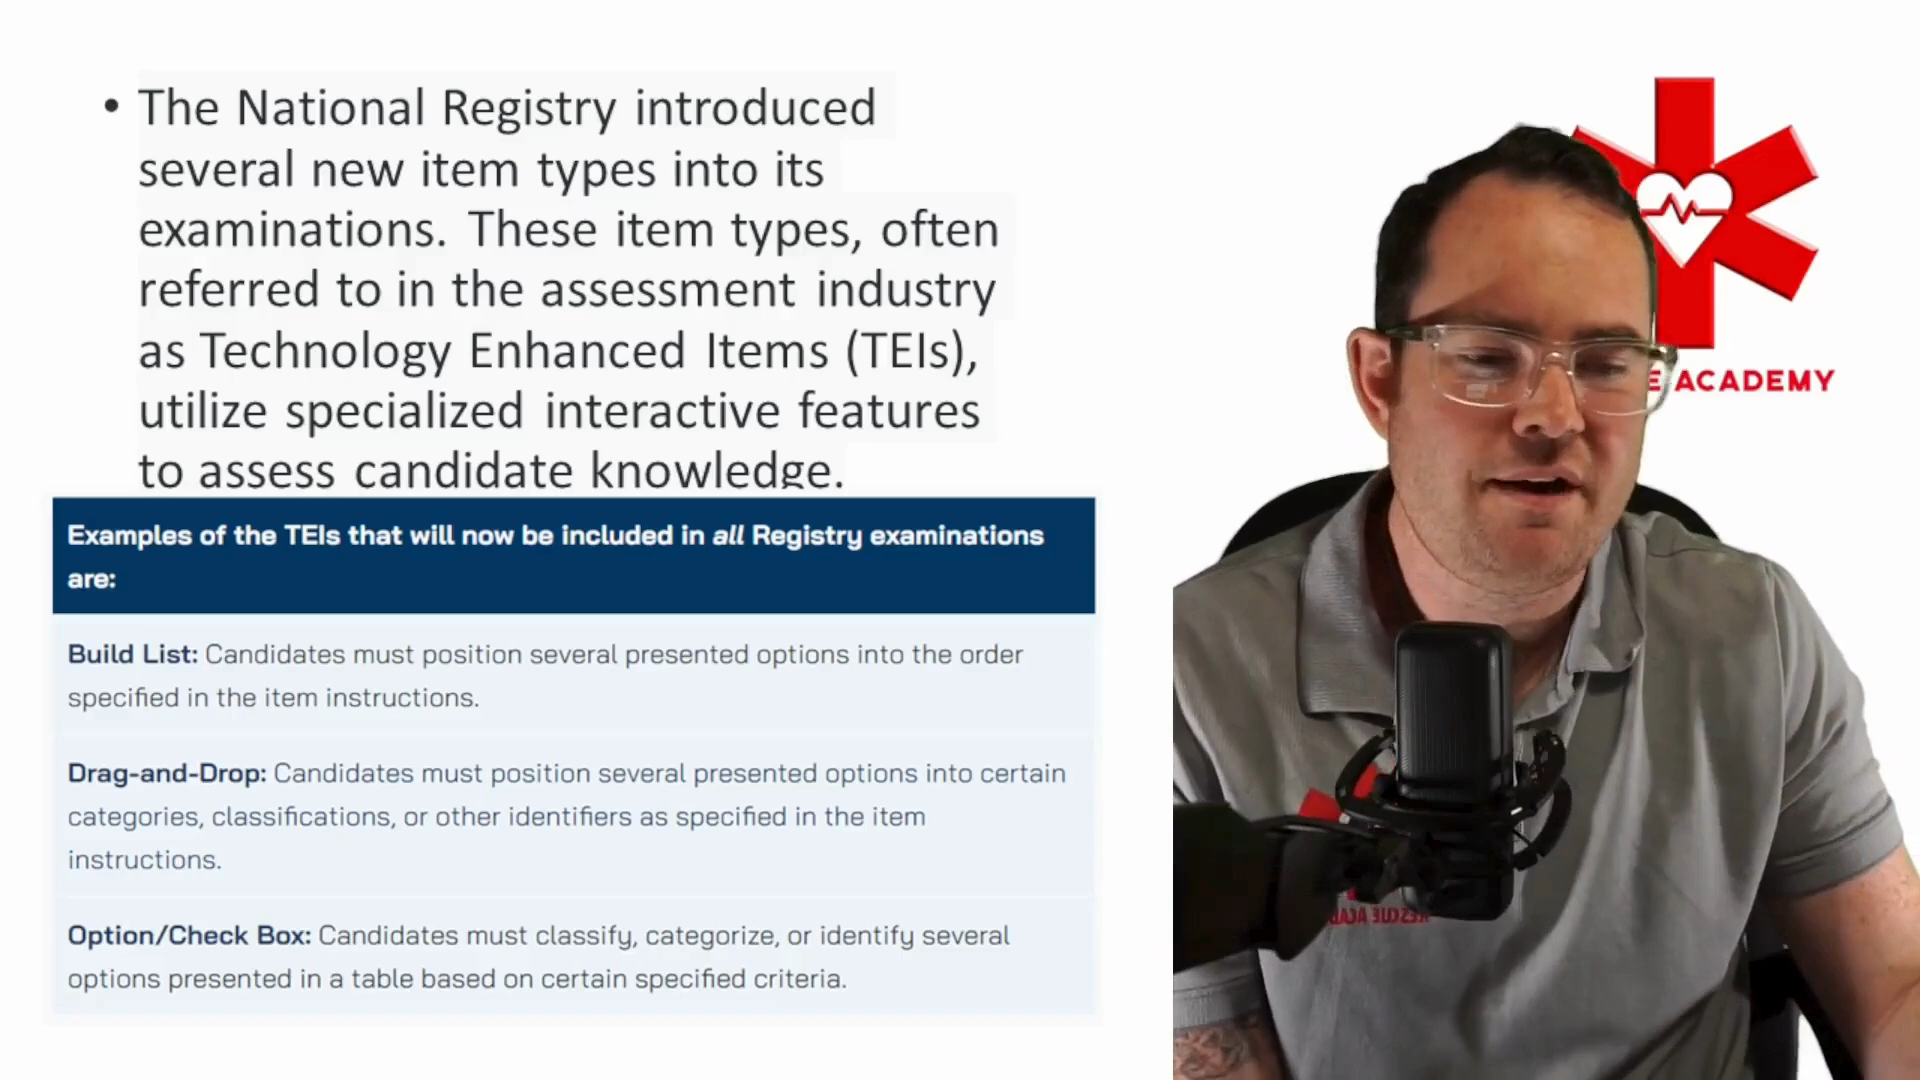 • The National Registry introduced
several new item types into its
examinations. These item types, often
referred to in the assessment industry
as Technology Enhanced Items (TEIs),
utilize specialized interactive features
to assess candidate knowledge.
Examples of the TEIs that will now be included in all Registry examinations
are:
Build List: Candidates must position several presented options into the order
specified in the item instructions.
Drag-and-Drop: Candidates must position several presented options into certain
categories, classifications, or other identifiers as specified in the item
instructions.
Option/Check Box: Candidates must classify, categorize, or identify several
options presented in a table based on certain specified criteria.
E ACADEMY